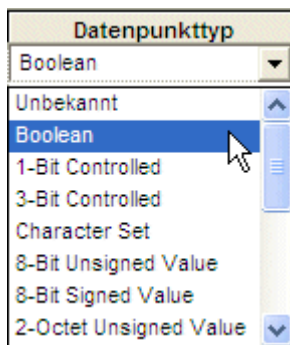 Datenpunkttyp
Boolean
Unbekannt
Boolean
1-Bit Controlled
3-Bit Controlled
Character Set
8-Bit Unsigned Value
8-Bit Signed Value
2-Octet Unsigned Value